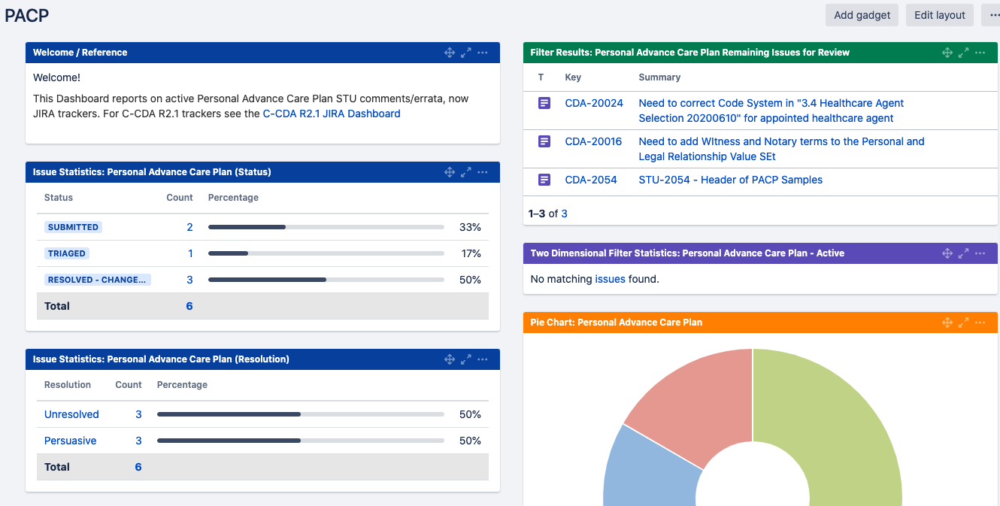 PACP
Add gadget
Edit layout
Welcome / Reference
Welcome!
This Dashboard reports on active Personal Advance Care Plan STU comments/errata, now
JIRA trackers. For C-CDA R2.1 trackers see the C-CDA R2.1 JIRA Dashboard
Issue Statistics: Personal Advance Care Plan (Status)
Status Count Percentage
SUBMITTED 2 33%
TRIAGED 1 17%
RESOLVED - CHANGE... 3 50%
Total 6
Issue Statistics: Personal Advance Care Plan (Resolution)
Resolution Count Percentage
Unresolved 3 50%
Persuasive 3 50%
Total 6
Filter Results: Personal Advance Care Plan Remaining Issues for Review
T Key Summary
CDA-20024 Need to correct Code System in "3.4 Healthcare Agent
Selection 20200610" for appointed healthcare agent
CDA-20016 Need to add WItness and Notary terms to the Personal and
Legal Relationship Value SEt
CDA-2054 STU-2054 - Header of PACP Samples
1–3 of 3
Two Dimensional Filter Statistics: Personal Advance Care Plan - Active
No matching issues found.
Pie Chart: Personal Advance Care Plan